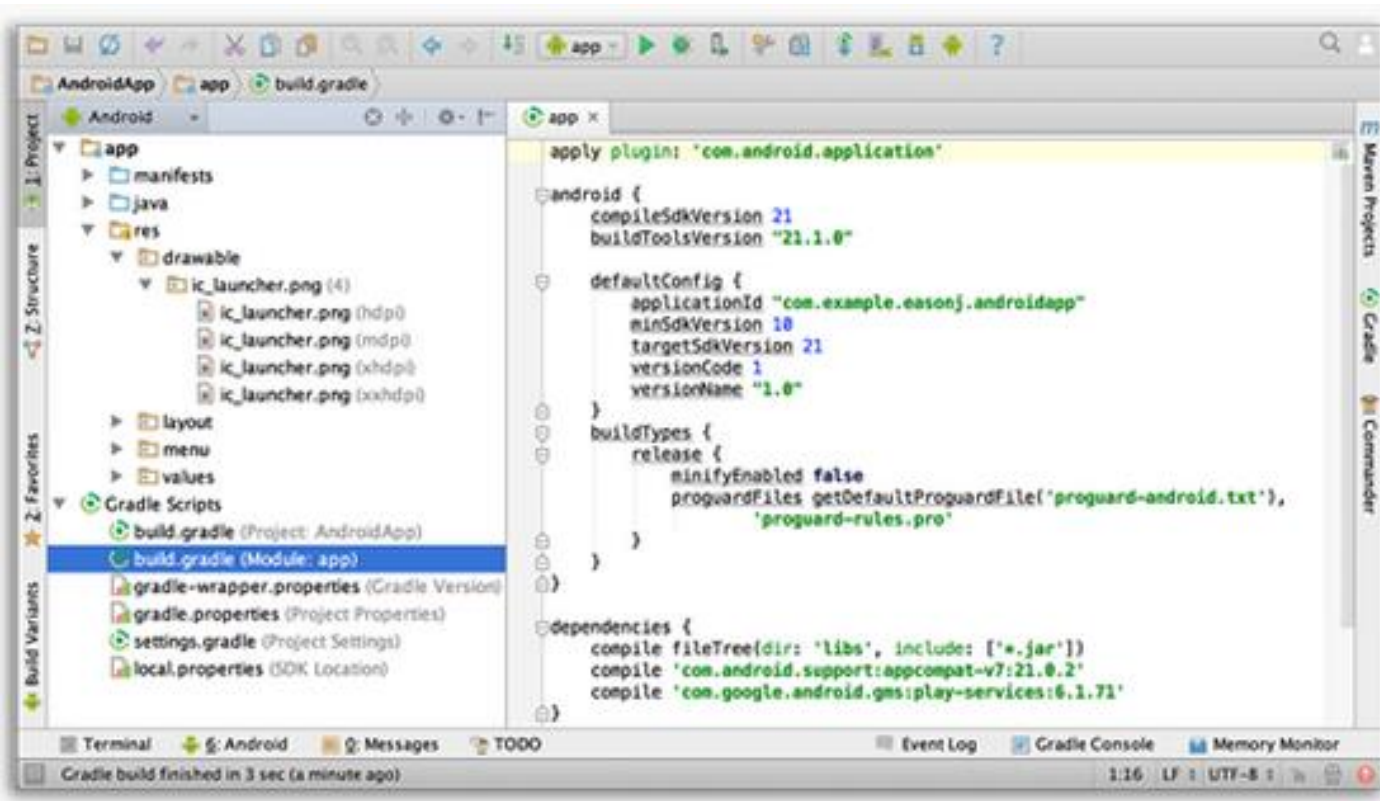 app
?
AndroidApp
app
build.gradle
Android
app ×
1: Project
Z: Structure
2: Favorites
Build Variants
app
manifests
java
res
drawable
ic_launcher.png (4)
ic_launcher.png (hdpi)
ic_launcher.png (mdpi)
ic_launcher.png (xhdpi)
ic_launcher.png (xxhdpi)
layout
menu
values
Gradle Scripts
build.gradle (Project: AndroidApp)
build.gradle (Module: app)
gradle-wrapper.properties (Gradle Version)
gradle.properties (Project Properties)
settings.gradle (Project Settings)
local.properties (SDK Location)
apply plugin: 'com.android.application'
android {
compileSdkVersion 21
buildToolsVersion "21.1.0"
defaultConfig {
applicationId "com.example.easonj.androidapp"
minSdkVersion 10
targetSdkVersion 21
versionCode 1
versionName "1.0"
}
buildTypes {
release {
minifyEnabled false
proguardFiles getDefaultProguardFile('proguard-android.txt'),
'proguard-rules.pro'
}
}
}
dependencies {
compile fileTree(dir: 'libs', include: ['*.jar'])
compile 'com.android.support:appcompat-v7:21.0.2'
compile 'com.google.android.gms:play-services:6.1.71'
}
m
Maven Projects
Gradle
Commander
Terminal
6: Android
0: Messages
TODO
Event Log
Gradle Console
Memory Monitor
Gradle build finished in 3 sec (a minute ago)
1:16
LF
UTF-8